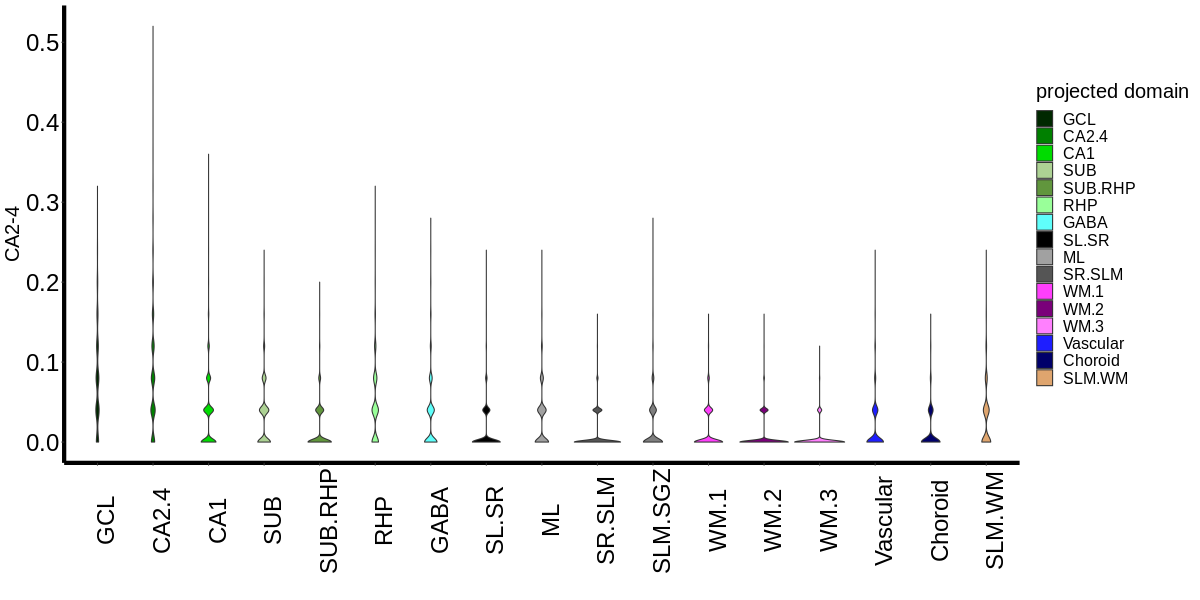 CA2-4
0.5
0.4
0.3
0.2
0.1
0.0
GCL
CA2.4
CA1
SUB
SUB.RHP
RHP
GABA
SL.SR
ML
SR.SLM
SLM.SGZ
WM.1
WM.2
WM.3
Vascular
Choroid
SLM.WM
projected domain
GCL
CA2.4
CA1
SUB
SUB.RHP
RHP
GABA
SL.SR
ML
SR.SLM
WM.1
WM.2
WM.3
Vascular
Choroid
SLM.WM